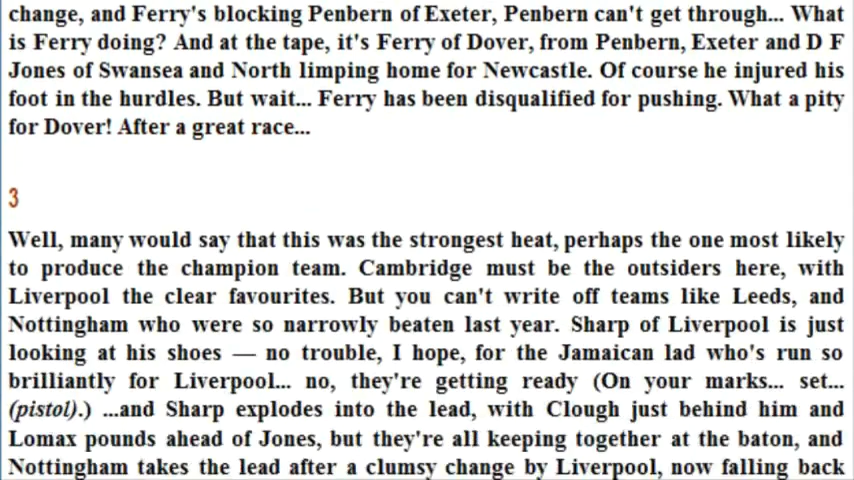 change, and Ferry's blocking Penbern of Exeter, Penbern can't get through... What
is Ferry doing? And at the tape, it's Ferry of Dover, from Penbern, Exeter and D F
Jones of Swansea and North limping home for Newcastle. Of course he injured his
foot in the hurdles. But wait... Ferry has been disqualified for pushing. What a pity
for Dover! After a great race...
3
Well, many would say that this was the strongest heat, perhaps the one most likely
to produce the champion team. Cambridge must be the outsiders here, with
Liverpool the clear favourites. But you can't write off teams like Leeds, and
Nottingham who were so narrowly beaten last year. Sharp of Liverpool is just
looking at his shoes — no trouble, I hope, for the Jamaican lad who's run so
brilliantly for Liverpool... no, they're getting ready (On your marks... set...
(pistol).) ...and Sharp explodes into the lead, with Clough just behind him and
Lomax pounds ahead of Jones, but they're all keeping together at the baton, and
Nottingham takes the lead after a clumsy change by Liverpool, now falling back